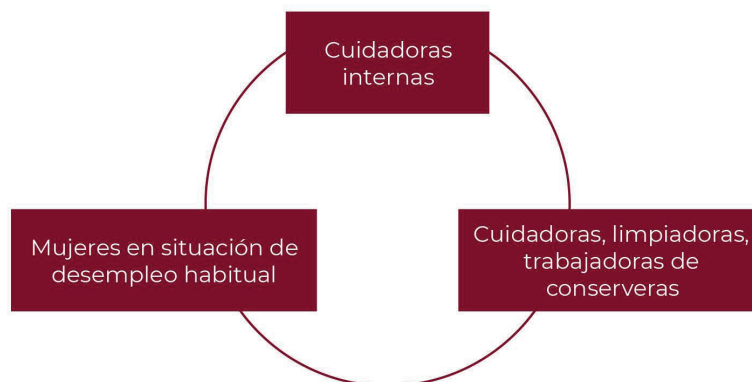 Cuidadoras
internas
Mujeres en situación de
desempleo habitual
Cuidadoras, limpiadoras,
trabajadoras de
conserveras